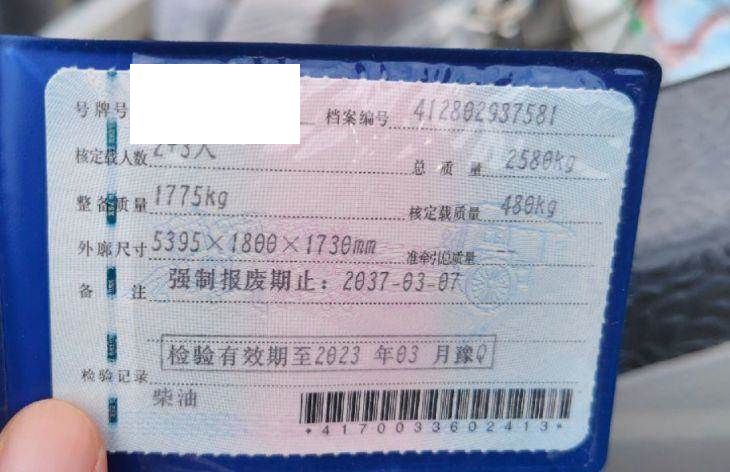 号牌号 档案编号 412802937581
核定载人数 2+3人 总质量 2580kg
整备质量 1775kg 核定载质量 480kg
外廓尺寸 5395×1800×1730mm 准牵引总质量 —
备注 强制报废期止：2037-03-07
检验有效期至2023 年03 月豫Q
检验记录
柴油
*4170033602413*